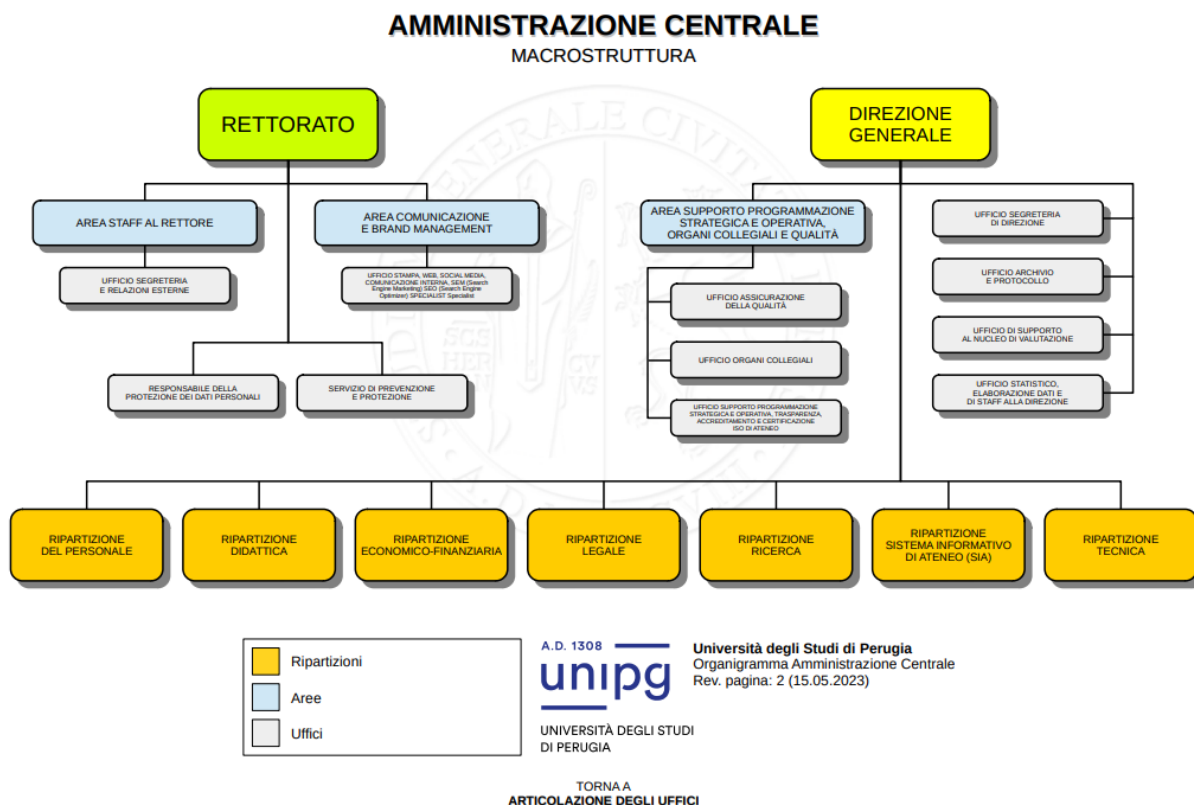 AMMINISTRAZIONE CENTRALE
MACROSTRUTTURA
RETTORATO
DIREZIONE
GENERALE
AREA STAFF AL RETTORE
AREA COMUNICAZIONE
E BRAND MANAGEMENT
AREA SUPPORTO PROGRAMMAZIONE
STRATEGICA E OPERATIVA,
ORGANI COLLEGIALI E QUALITÀ
UFFICIO SEGRETERIA
DI DIREZIONE
UFFICIO SEGRETERIA
E RELAZIONI ESTERNE
UFFICIO STAMPA, WEB, SOCIAL MEDIA,
COMUNICAZIONE INTERNA, SEM (Search
Engine Marketing) SEO (Search Engine
Optimizer) SPECIALIST Specialist
UFFICIO ASSICURAZIONE
DELLA QUALITÀ
UFFICIO ARCHIVIO
E PROTOCOLLO
UFFICIO ORGANI COLLEGIALI
UFFICIO DI SUPPORTO
AL NUCLEO DI VALUTAZIONE
RESPONSABILE DELLA
PROTEZIONE DEI DATI PERSONALI
SERVIZIO DI PREVENZIONE
E PROTEZIONE
UFFICIO SUPPORTO PROGRAMMAZIONE
STRATEGICA E OPERATIVA, TRASPARENZA,
ACCREDITAMENTO E CERTIFICAZIONE
ISO DI ATENEO
UFFICIO STATISTICO,
ELABORAZIONE DATI E
DI STAFF ALLA DIREZIONE
RIPARTIZIONE
DEL PERSONALE
RIPARTIZIONE
DIDATTICA
RIPARTIZIONE
ECONOMICO-FINANZIARIA
RIPARTIZIONE
LEGALE
RIPARTIZIONE
RICERCA
RIPARTIZIONE
SISTEMA INFORMATIVO
DI ATENEO (SIA)
RIPARTIZIONE
TECNICA
Ripartizioni
Aree
Uffici
A.D. 1308
unipg
UNIVERSITÀ DEGLI STUDI
DI PERUGIA
Università degli Studi di Perugia
Organigramma Amministrazione Centrale
Rev. pagina: 2 (15.05.2023)
TORNA A
ARTICOLAZIONE DEGLI UFFICI